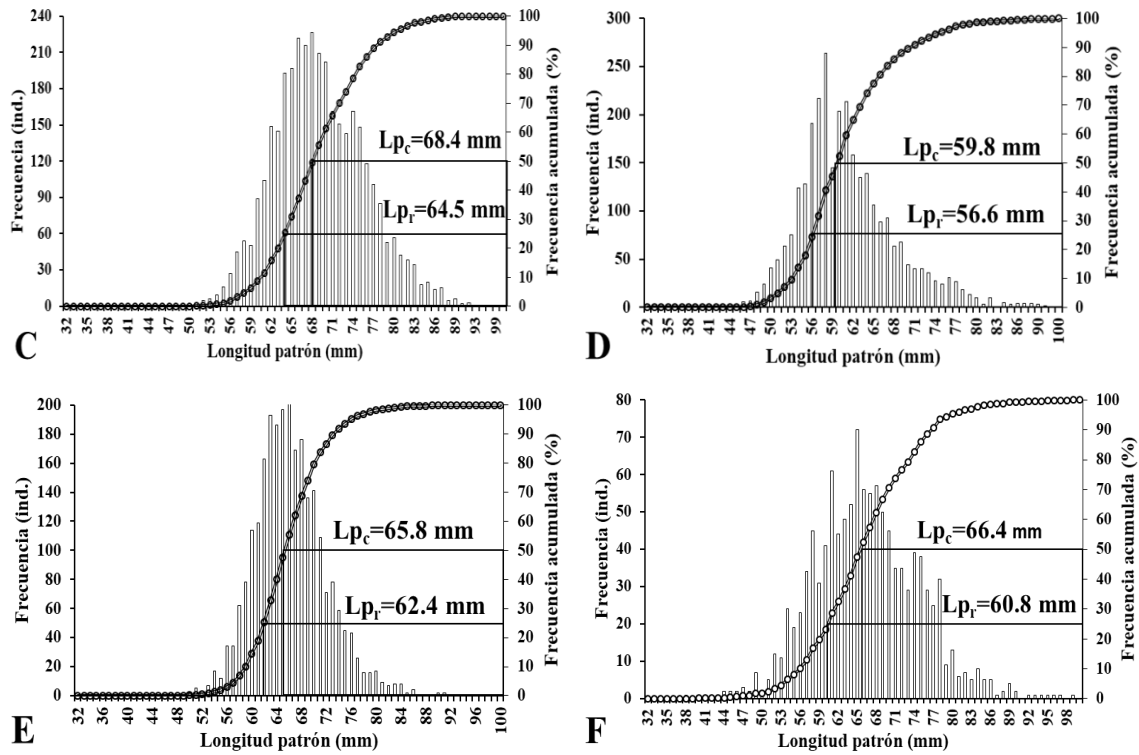 240 100
210 90
80
180 70
150 60
120 50
90 40
60 30
20
30 10
0 0
Frecuencia (ind.)
Frecuencia acumulada (%)
Lpc=68.4 mm
Lpr=64.5 mm
32 35 38 41 44 47 50 53 56 59 62 65 68 71 74 77 80 83 86 89 92 96 99
C
Longitud patrón (mm)
300 100
90
250 80
200 70
60
150 50
40
100 30
50 20
10
0 0
Frecuencia (ind.)
Frecuencia acumulada (%)
Lpc=59.8 mm
Lpr=56.6 mm
32 35 38 41 44 47 50 53 56 59 62 65 68 71 74 77 80 83 86 90 96 100
D
Longitud patrón (mm)
200 100
180 90
160 80
140 70
120 60
100 50
80 40
60 30
40 20
20 10
0 0
Frecuencia (ind.)
Frecuencia acumulada (%)
Lpc=65.8 mm
Lpr=62.4 mm
32 36 40 44 48 52 56 60 64 68 72 76 80 84 88 92 96 100
E
Longitud patrón (mm)
80 100
70 90
60 80
70
50 60
40 50
30 40
20 30
20
10 10
0 0
Frecuencia (ind.)
Frecuencia acumulada (%)
Lpc=66.4 mm
Lpr=60.8 mm
32 35 38 41 44 47 50 53 56 59 62 65 68 71 74 77 80 83 86 90 95 98
F
Longitud patrón (mm)